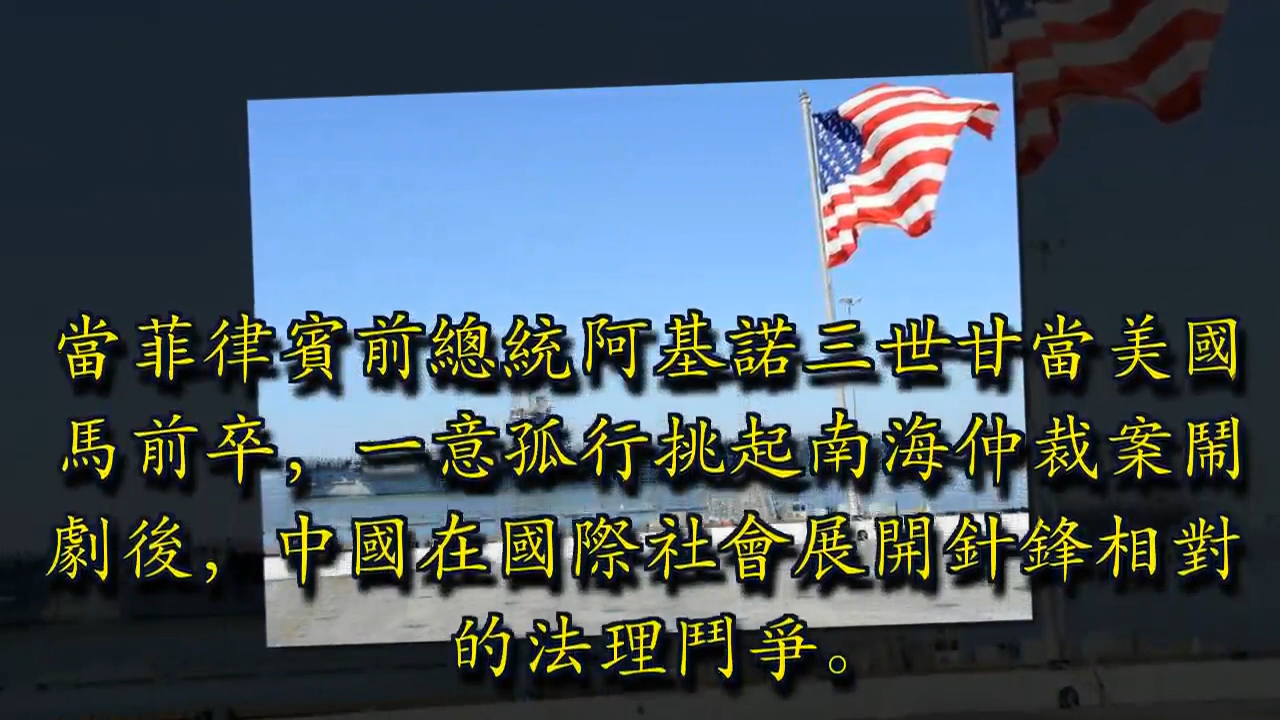 當菲律賓前總統阿基諾三世甘當美國
馬前卒，一意孤行挑起南海仲裁案鬧
劇後，中國在國際社會展開針鋒相對
的法理鬥爭。